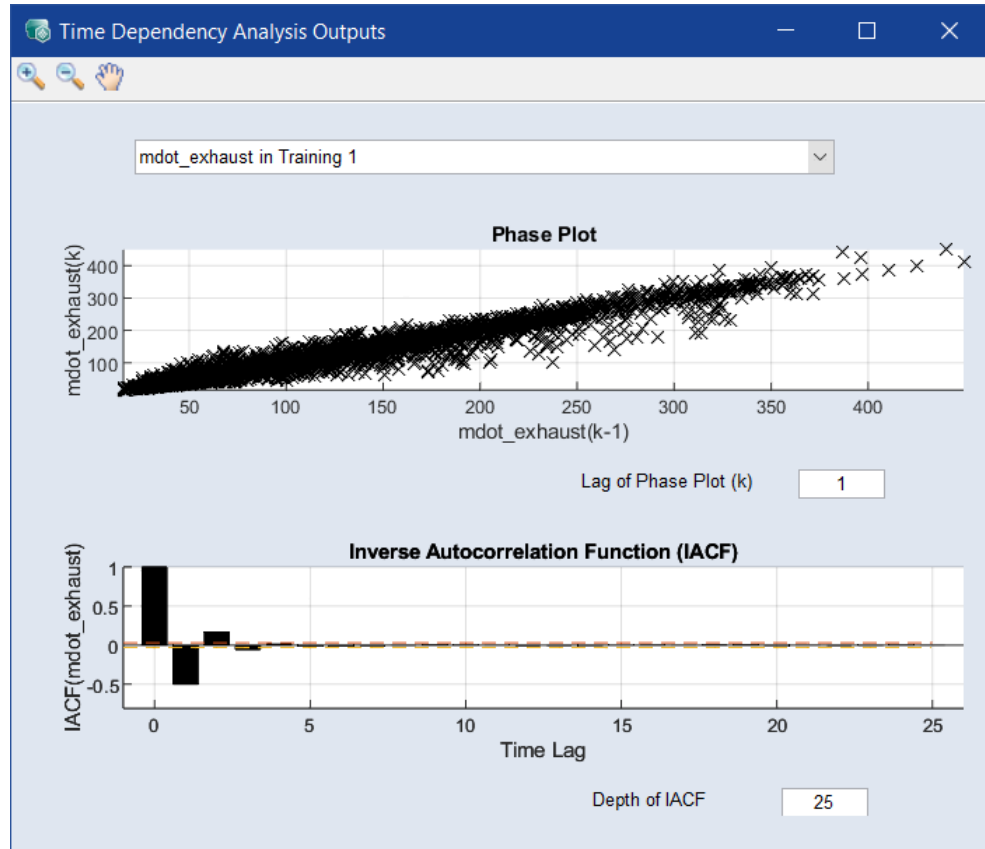 Time Dependency Analysis Outputs
mdot_exhaust in Training 1
Phase Plot
mdot_exhaust(k)
400
300
200
100
50 100 150 200 250 300 350 400
mdot_exhaust(k-1)
Lag of Phase Plot (k) 1
Inverse Autocorrelation Function (IACF)
IACF(mdot_exhaust)
1
0.5
0
-0.5
0 5 10 15 20 25
Time Lag
Depth of IACF 25